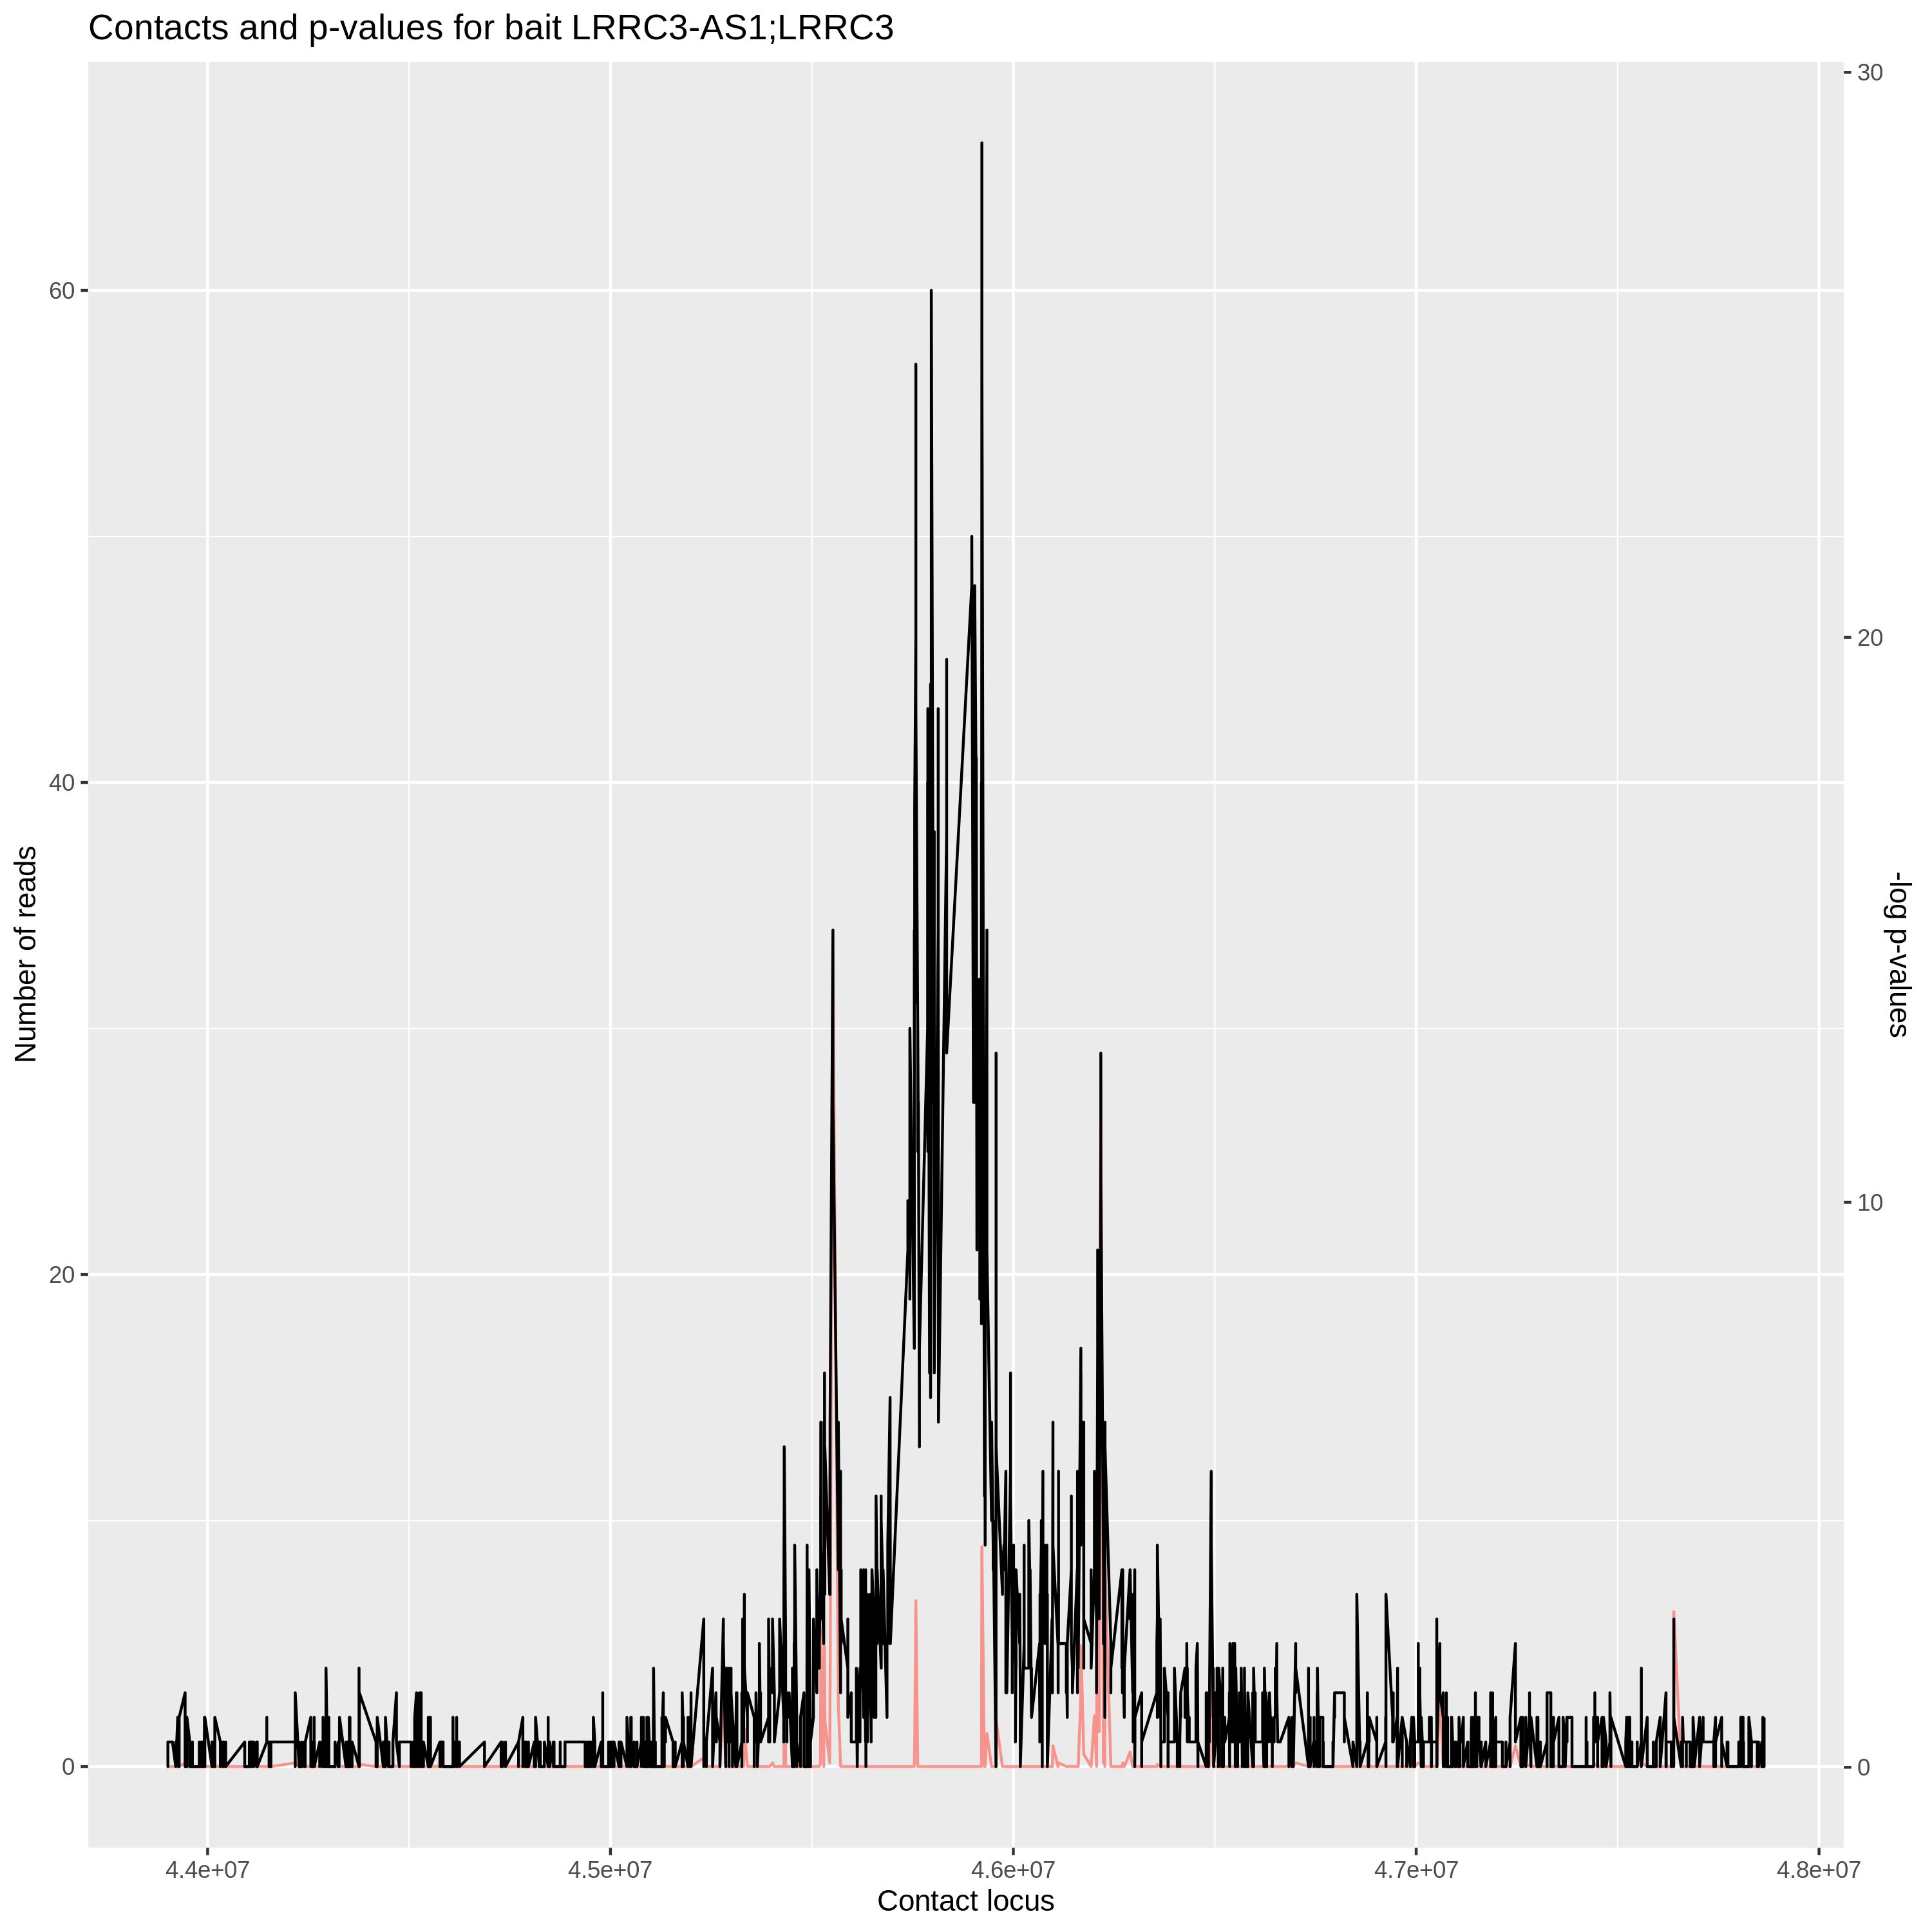 Contacts and p-values for bait LRRC3-AS1;LRRC3
30
60
20
40
Number of reads
-log p-values
10
20
0
0
4.4e+07
4.5e+07
4.6e+07
4.7e+07
4.8e+07
Contact locus